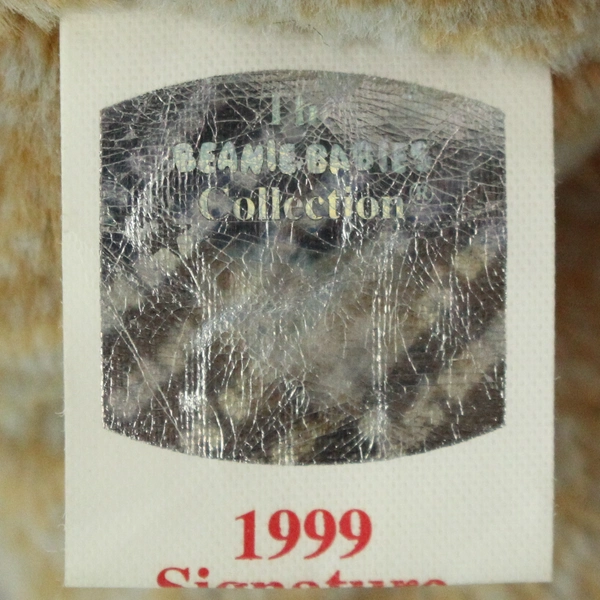 The
BEANIE BABIES
Collection®
1999
Signature